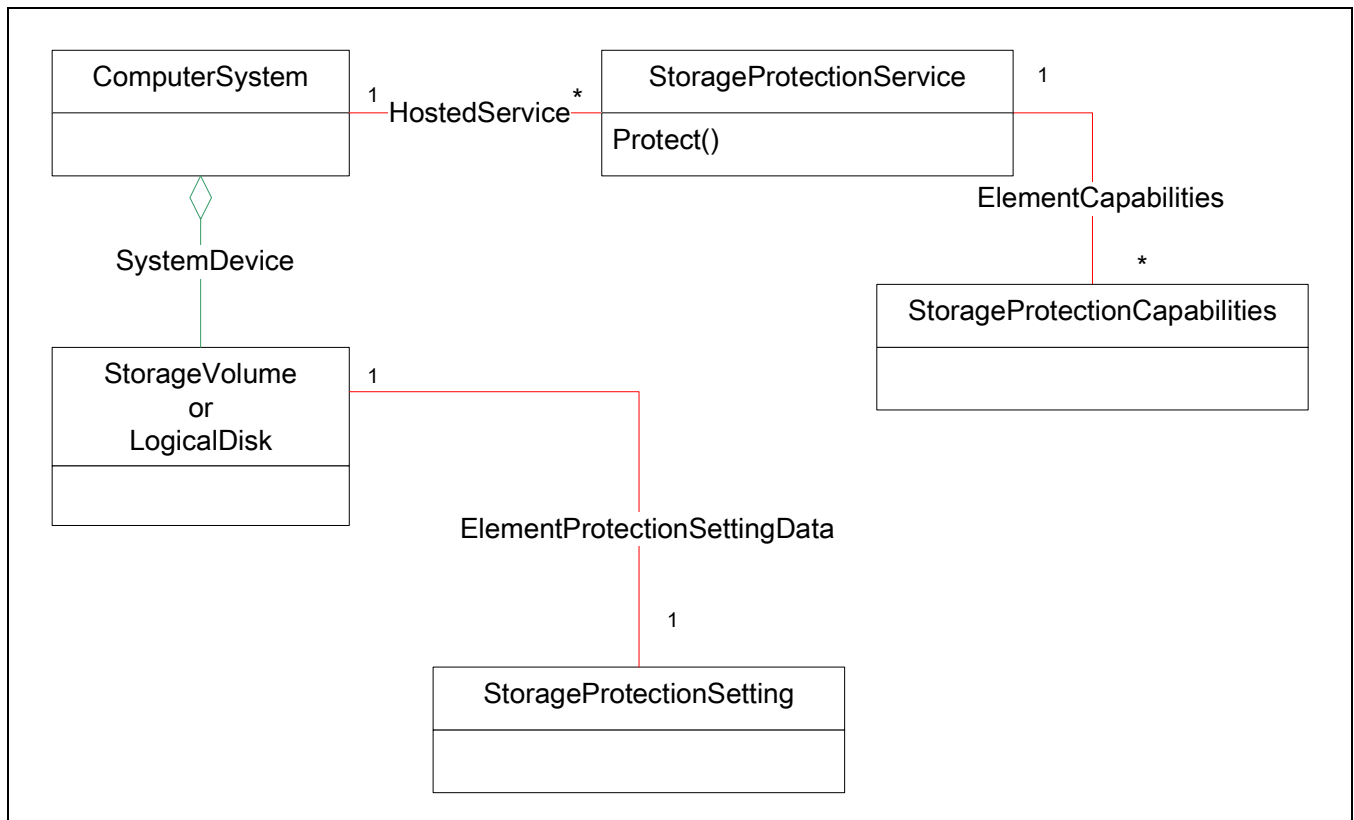 ComputerSystem
StorageProtectionService
1
1
*
HostedService
Protect()
ElementCapabilities
SystemDevice
*
StorageProtectionCapabilities
StorageVolume
or
LogicalDisk
1
ElementProtectionSettingData
1
StorageProtectionSetting